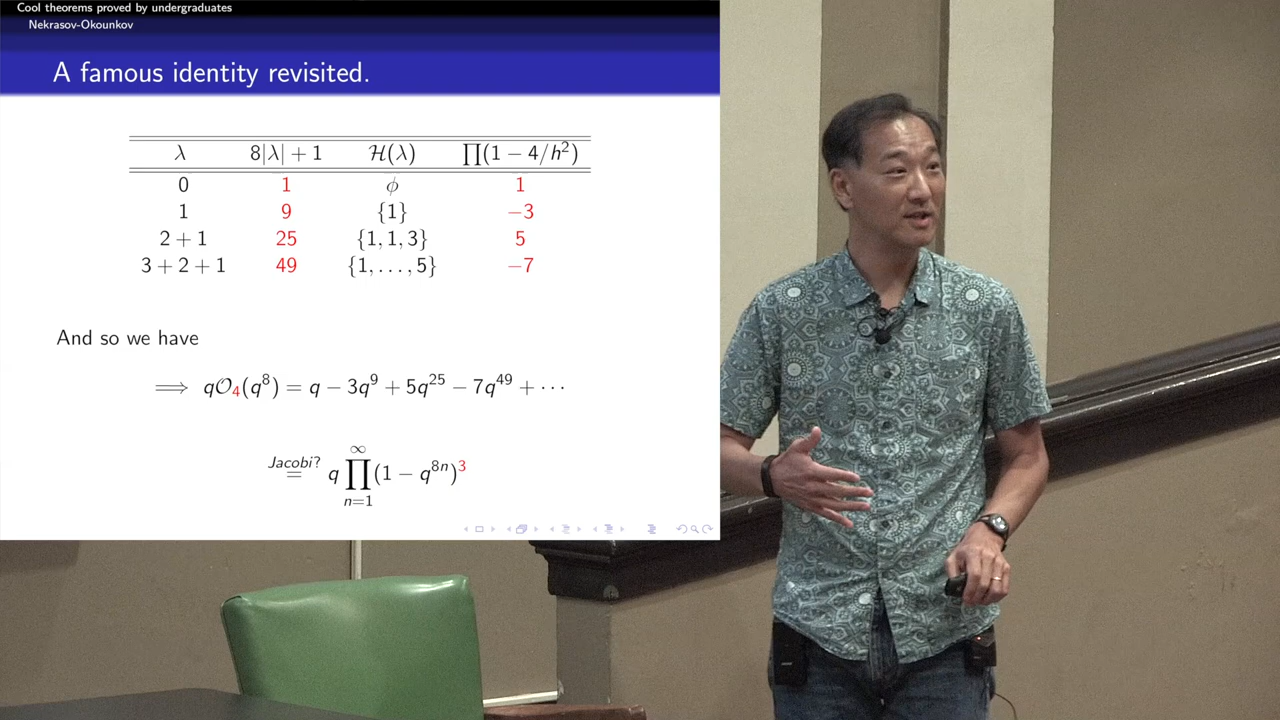 Cool theorems proved by undergraduates
Nekrasov-Okounkov
A famous identity revisited.
λ 8|λ| + 1 ℋ(λ) ∏(1 − 4/h²)
0 1 ϕ 1
1 9 {1} −3
2 + 1 25 {1, 1, 3} 5
3 + 2 + 1 49 {1, . . . , 5} −7
And so we have
⟹ q𝒪₄(q⁸) = q − 3q⁹ + 5q²⁵ − 7q⁴⁹ + · · ·
Jacobi?
= q ∏_{n=1}^{∞} (1 − q⁸ⁿ)³